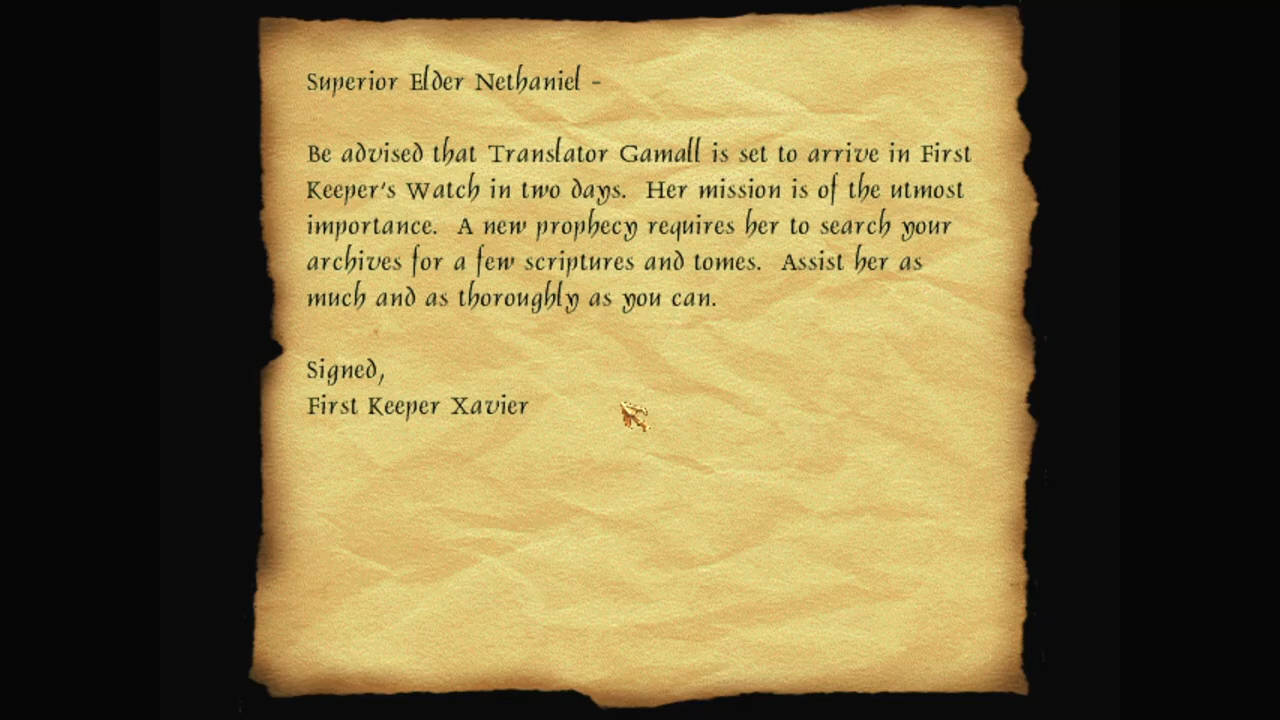 Superior Elder Nethaniel -
Be advised that Translator Gamall is set to arrive in First
Keeper's Watch in two days.  Her mission is of the utmost
importance.  A new prophecy requires her to search your
archives for a few scriptures and tomes.  Assist her as
much and as thoroughly as you can.
Signed,
First Keeper Xavier